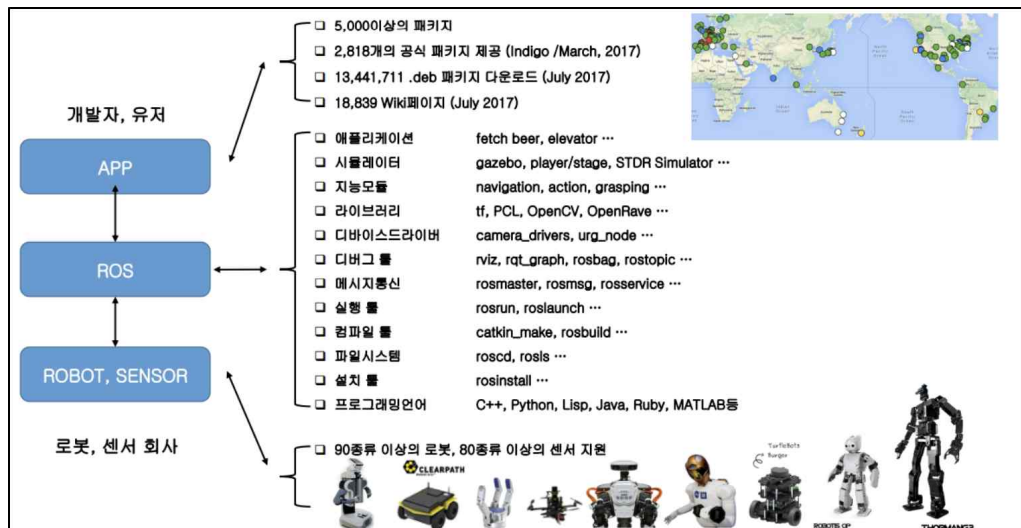 5,000이상의 패키지
2,818개의 공식 패키지 제공 (Indigo /March, 2017)
13,441,711 .deb 패키지 다운로드 (July 2017)
18,839 Wiki페이지 (July 2017)
개발자, 유저
APP
ROS
ROBOT, SENSOR
로봇, 센서 회사
애플리케이션 fetch beer, elevator ···
시뮬레이터 gazebo, player/stage, STDR Simulator ···
지능모듈 navigation, action, grasping ···
라이브러리 tf, PCL, OpenCV, OpenRave ···
디바이스드라이버 camera_drivers, urg_node ···
디버그 툴 rviz, rqt_graph, rosbag, rostopic ···
메시지통신 rosmaster, rosmsg, rosservice ···
실행 툴 rosrun, roslaunch ···
컴파일 툴 catkin_make, rosbuild ···
파일시스템 roscd, rosls ···
설치 툴 rosinstall ···
프로그래밍언어 C++, Python, Lisp, Java, Ruby, MATLAB등
90종류 이상의 로봇, 80종류 이상의 센서 지원
CLEARPATH
TurtleBot3
Burger
ROBOTIS OP
THORMANG3